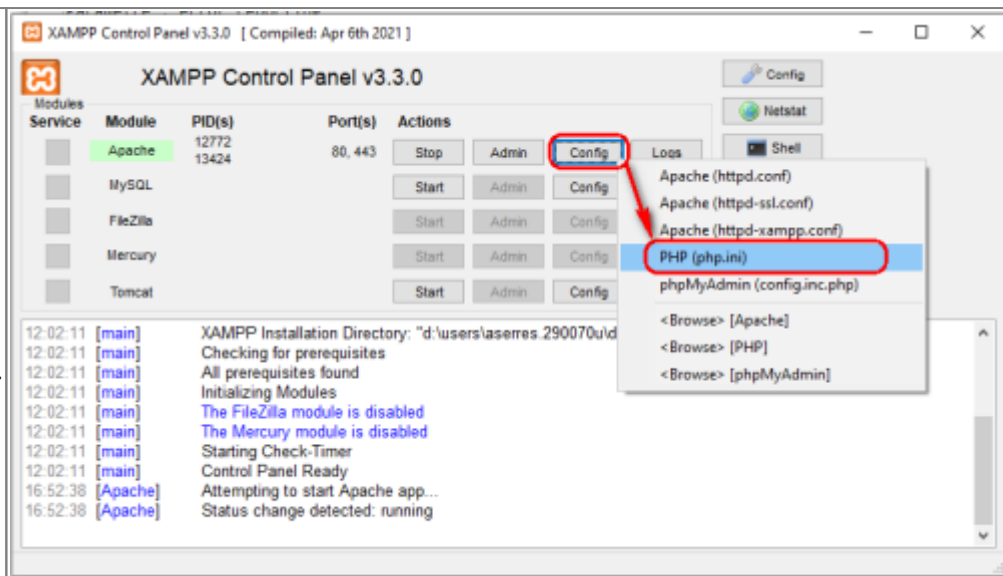 XAMPP Control Panel v3.3.0 [ Compiled: Apr 6th 2021 ]
XAMPP Control Panel v3.3.0
Config
Modules
Netstat
Service Module PID(s) Port(s) Actions
Apache 12772 13424 80, 443 Stop Admin Config Logs Shell
MySQL Start Admin Config
FileZilla Start Admin Config
Mercury Start Admin Config
Tomcat Start Admin Config
Apache (httpd.conf)
Apache (httpd-ssl.conf)
Apache (httpd-xampp.conf)
PHP (php.ini)
phpMyAdmin (config.inc.php)
<Browse> [Apache]
<Browse> [PHP]
<Browse> [phpMyAdmin]
12:02:11 [main] XAMPP Installation Directory: "d:\users\aserres.290070u\d
12:02:11 [main] Checking for prerequisites
12:02:11 [main] All prerequisites found
12:02:11 [main] Initializing Modules
12:02:11 [main] The FileZilla module is disabled
12:02:11 [main] The Mercury module is disabled
12:02:11 [main] Starting Check-Timer
12:02:11 [main] Control Panel Ready
16:52:38 [Apache] Attempting to start Apache app...
16:52:38 [Apache] Status change detected: running